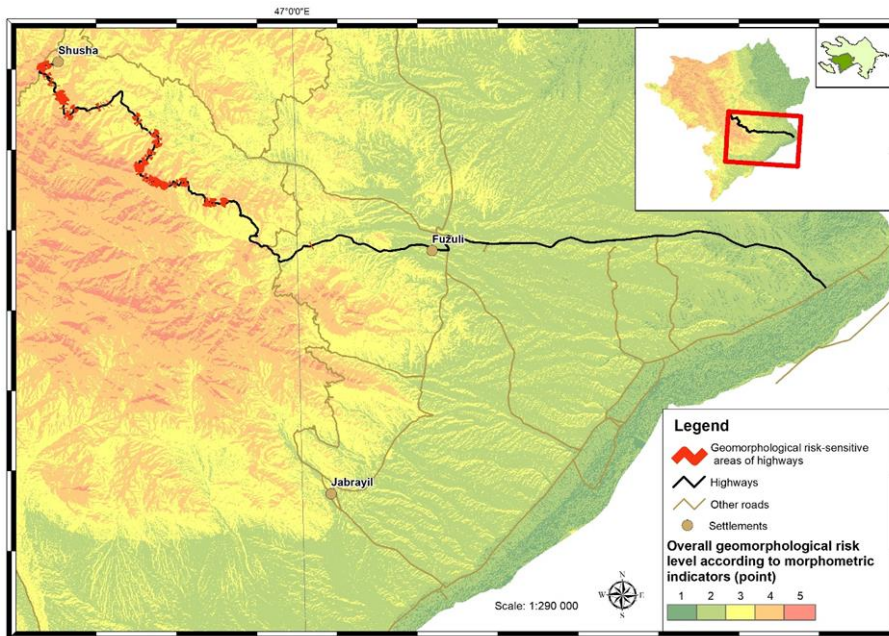 47°0'0"E
Shusha
Fuzuli
Jabrayil
Legend
Geomorphological risk-sensitive
areas of highways
Highways
Other roads
Settlements
Overall geomorphological risk
level according to morphometric
indicators (point)
1 2 3 4 5
N
W E
S
Scale: 1:290 000